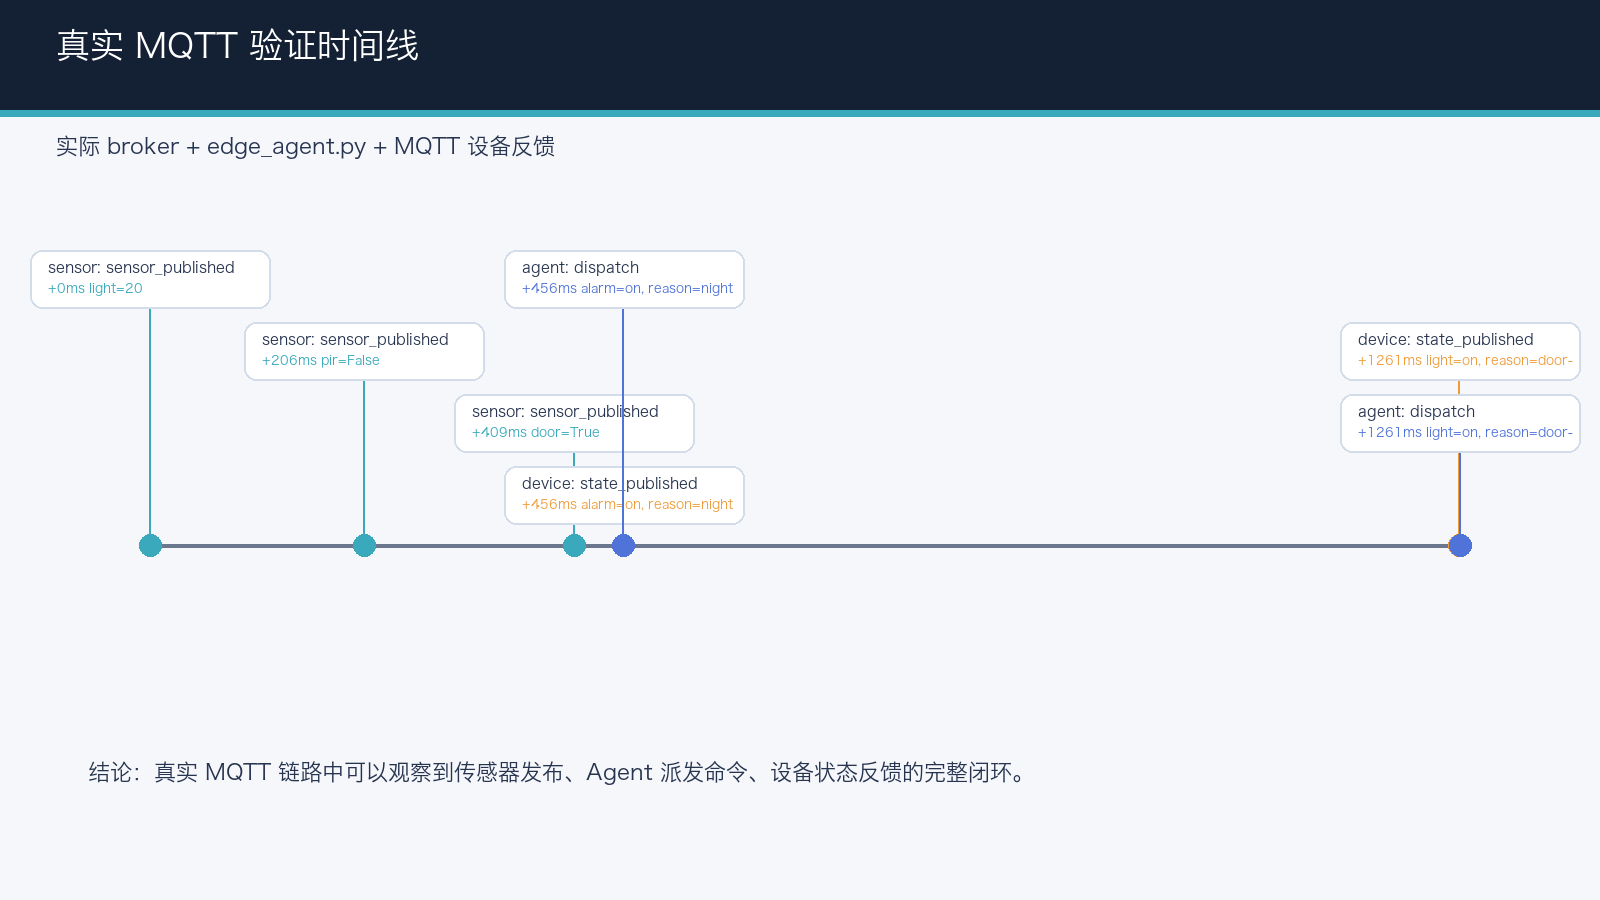 真实 MQTT 验证时间线
实际 broker + edge_agent.py + MQTT 设备反馈
sensor: sensor_published
+0ms light=20
agent: dispatch
+456ms alarm=on, reason=night
sensor: sensor_published
+206ms pir=False
device: state_published
+1261ms light=on, reason=door-
sensor: sensor_published
+409ms door=True
agent: dispatch
+1261ms light=on, reason=door-
device: state_published
+456ms alarm=on, reason=night
结论：真实 MQTT 链路中可以观察到传感器发布、Agent 派发命令、设备状态反馈的完整闭环。